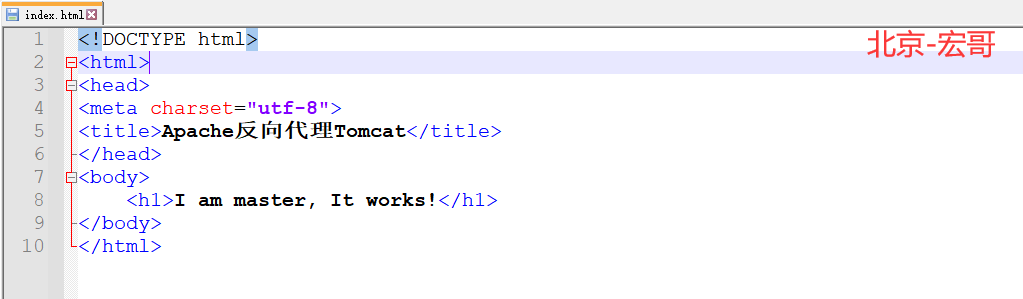 index.html
北京-宏哥
1 <!DOCTYPE html>
2 <html>
3 <head>
4 <meta charset="utf-8">
5 <title>Apache反向代理Tomcat</title>
6 </head>
7 <body>
8     <h1>I am master, It works!</h1>
9 </body>
10 </html>